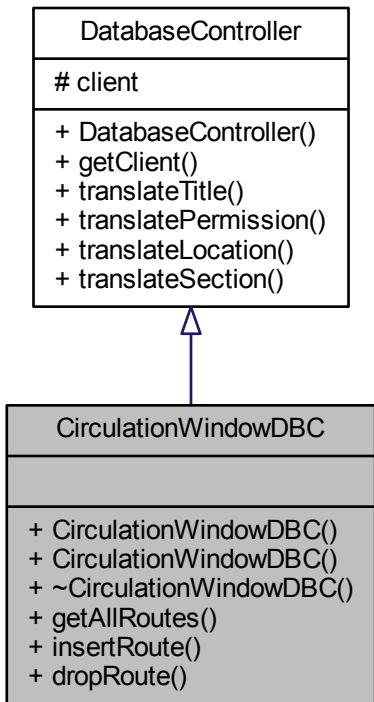 DatabaseController
# client
+ DatabaseController()
+ getClient()
+ translateTitle()
+ translatePermission()
+ translateLocation()
+ translateSection()
CirculationWindowDBC
+ CirculationWindowDBC()
+ CirculationWindowDBC()
+ ~CirculationWindowDBC()
+ getAllRoutes()
+ insertRoute()
+ dropRoute()